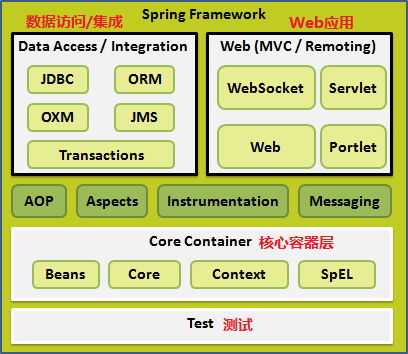 Spring Framework
数据访问/集成
Data Access / Integration
JDBC
ORM
OXM
JMS
Transactions
Web应用
Web (MVC / Remoting)
WebSocket
Servlet
Web
Portlet
AOP
Aspects
Instrumentation
Messaging
Core Container 核心容器层
Beans
Core
Context
SpEL
Test 测试